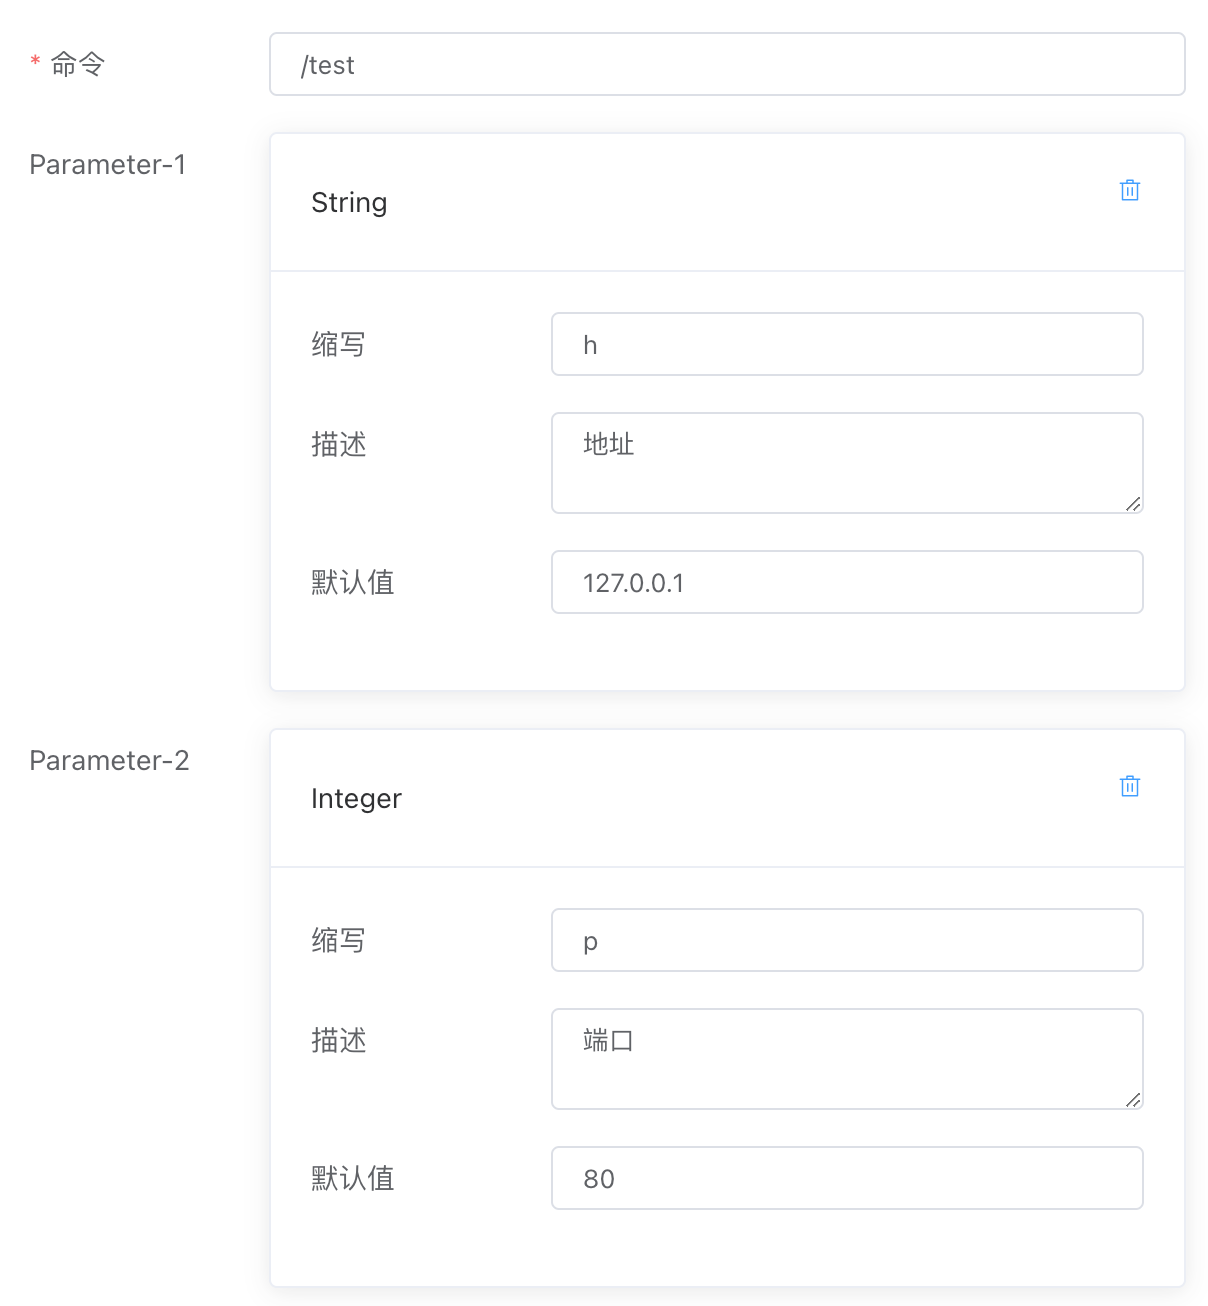 * 命令
/test
Parameter-1
String
缩写
h
描述
地址
默认值
127.0.0.1
Parameter-2
Integer
缩写
p
描述
端口
默认值
80